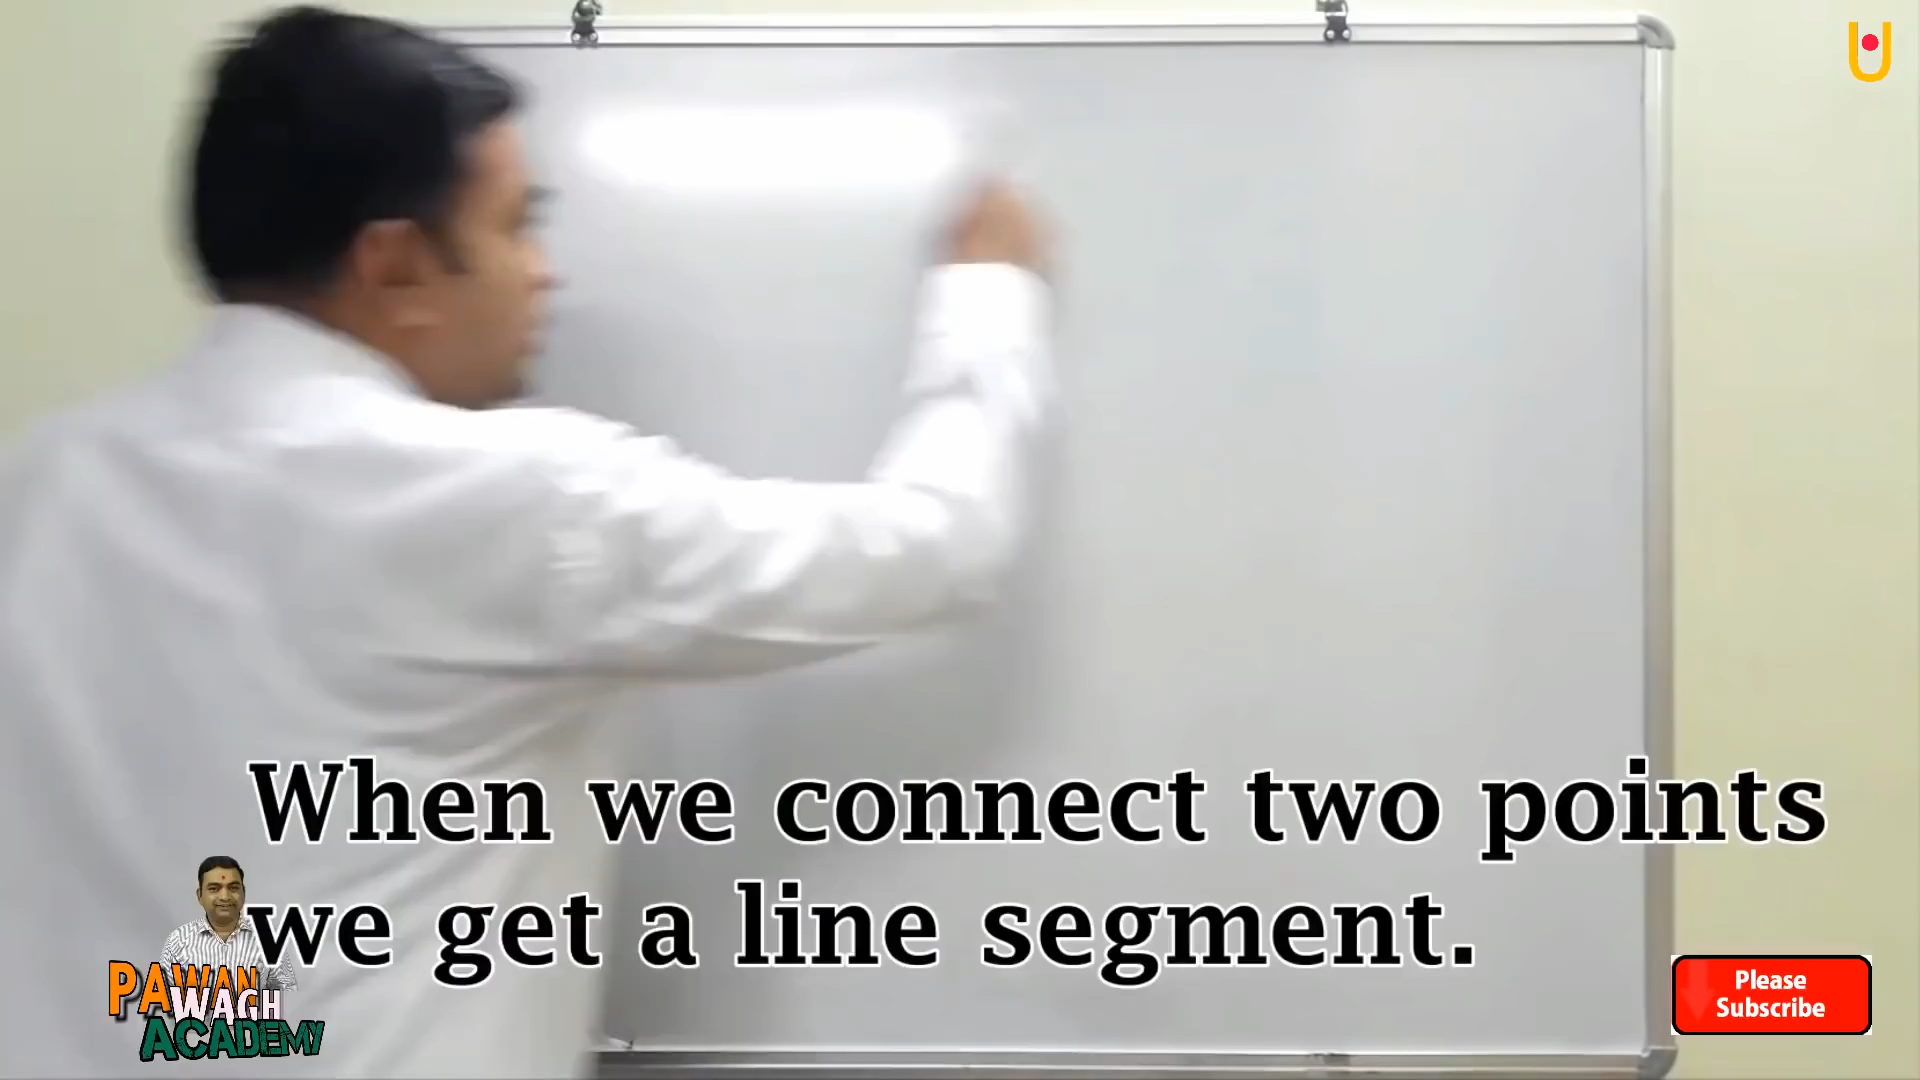 When we connect two points
we get a line segment.
PAWAN
WAGH
ACADEMY
Please
Subscribe